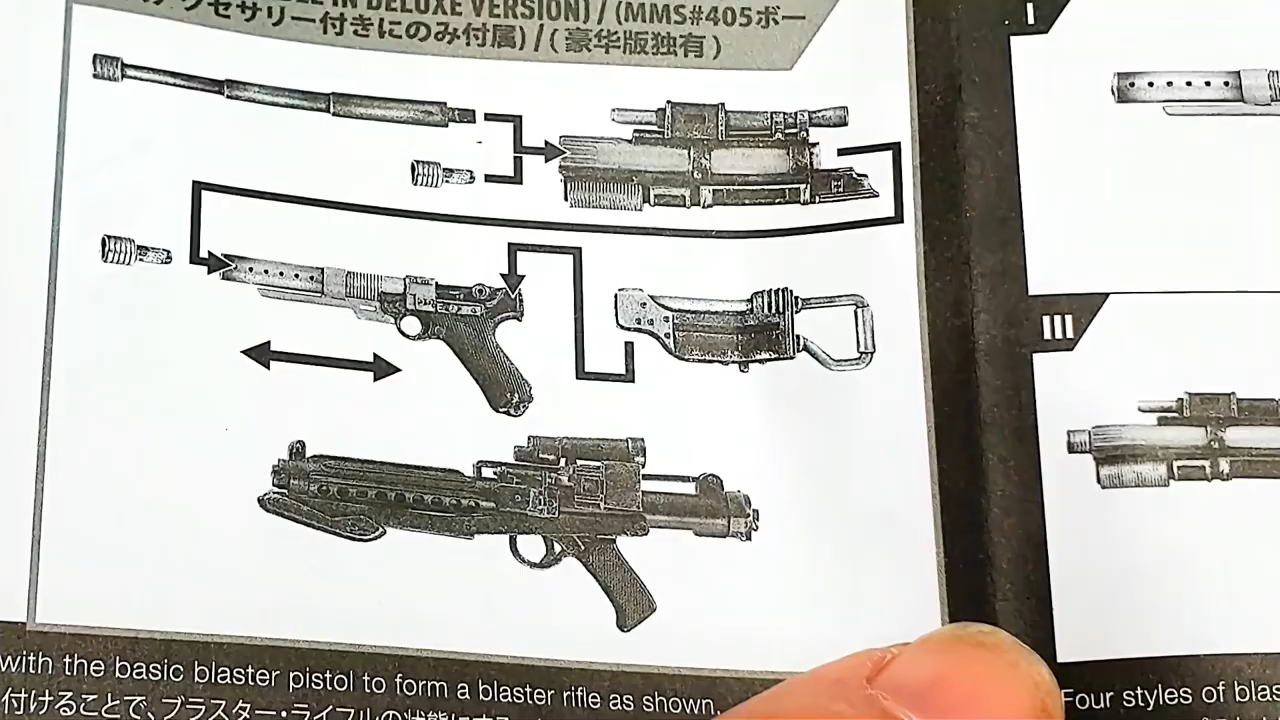 IN DELUXE VERSION) / (MMS#405ボー
セサリー付きにのみ付属) / (豪华版独有)
I
III
with the basic blaster pistol to form a blaster rifle as shown.
付けることで、ブラスター・ライフルの状態にする
Four styles of